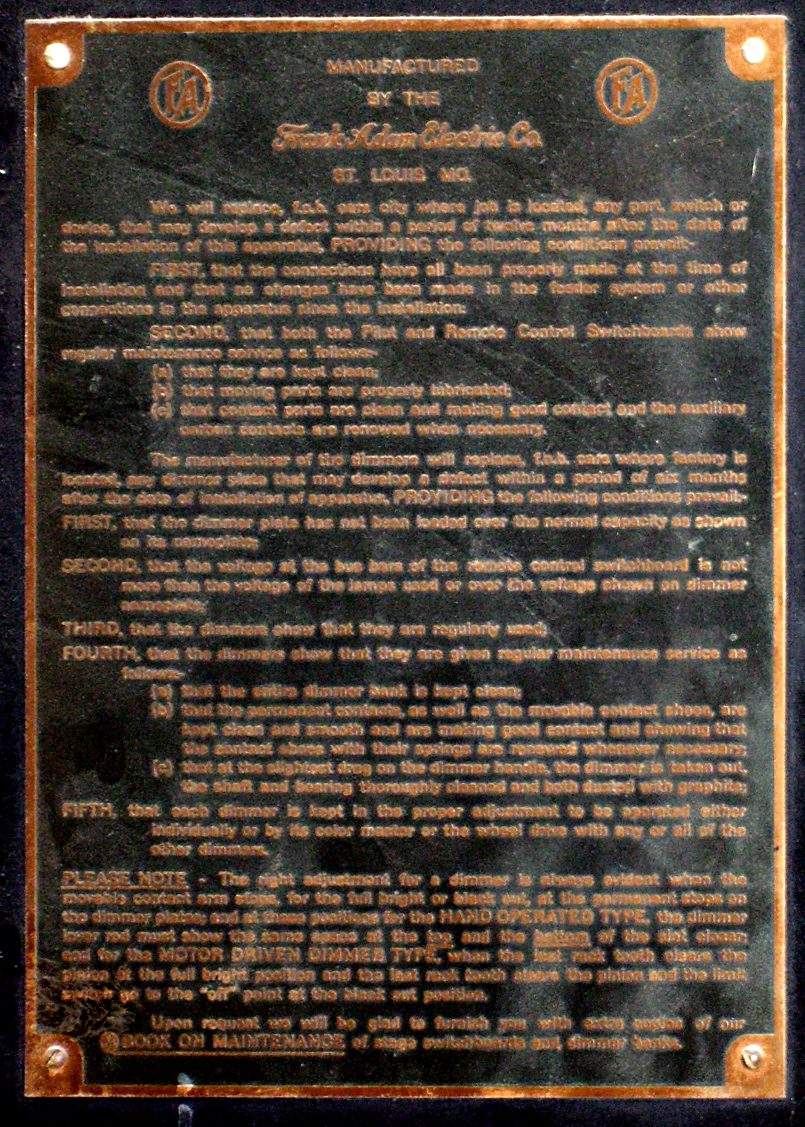 FA
MANUFACTURED
FA
BY THE
Frank Adam Electric Co.
ST. LOUIS MO.
We will replace, f.o.b. cars city where job is located, any part, switch or
device, that may develop a defect within a period of twelve months after the date of
the installation of this apparatus, PROVIDING the following conditions prevail:-
FIRST, that the connections have all been properly made at the time of
installation and that no changes have been made in the feeder system or other
connections in the apparatus since the installation:
SECOND, that both the Pilot and Remote Control Switchboards show
regular maintenance service as follows:-
(a) that they are kept clean;
(b) that moving parts are properly lubricated;
(c) that contact parts are clean and making good contact and the auxiliary
carbon contacts are renewed when necessary.
The manufacturer of the dimmers will replace, f.o.b. cars where factory is
located, any dimmer plate that may develop a defect within a period of six months
after the date of installation of apparatus, PROVIDING the following conditions prevail:-
FIRST, that the dimmer plate has not been loaded over the normal capacity as shown
on its nameplate;
SECOND, that the voltage at the bus bars of the remote control switchboard is not
more than the voltage of the lamps used or over the voltage shown on dimmer
nameplate;
THIRD, that the dimmers show that they are regularly used;
FOURTH, that the dimmers show that they are given regular maintenance service as
follows:-
(a) that the entire dimmer bank is kept clean;
(b) that the permanent contacts, as well as the movable contact shoes, are
kept clean and smooth and are making good contact and showing that
the contact shoes with their springs are renewed whenever necessary;
(c) that at the slightest drag on the dimmer handle, the dimmer is taken out,
the shaft and bearing thoroughly cleaned and both dusted with graphite;
FIFTH, that each dimmer is kept in the proper adjustment to be operated either
individually or by its color master or the wheel drive with any or all of the
other dimmers.
PLEASE NOTE - The right adjustment for a dimmer is always evident when the
movable contact arm stops, for the full bright or black out, at the permanent stops on
the dimmer plates; and at these positions for the HAND OPERATED TYPE, the dimmer
lever rod must show the same space at the top and the bottom of the slot
and for the MOTOR DRIVEN DIMMER TYPE, when the last rack tooth clears the
pinion at the full bright position and the last rack tooth clears the pinion and the limit
switch go to the "off" point at the black out position.
Upon request we will be glad to furnish you with extra copies of our
BOOK ON MAINTENANCE of stage switchboards and dimmer banks.